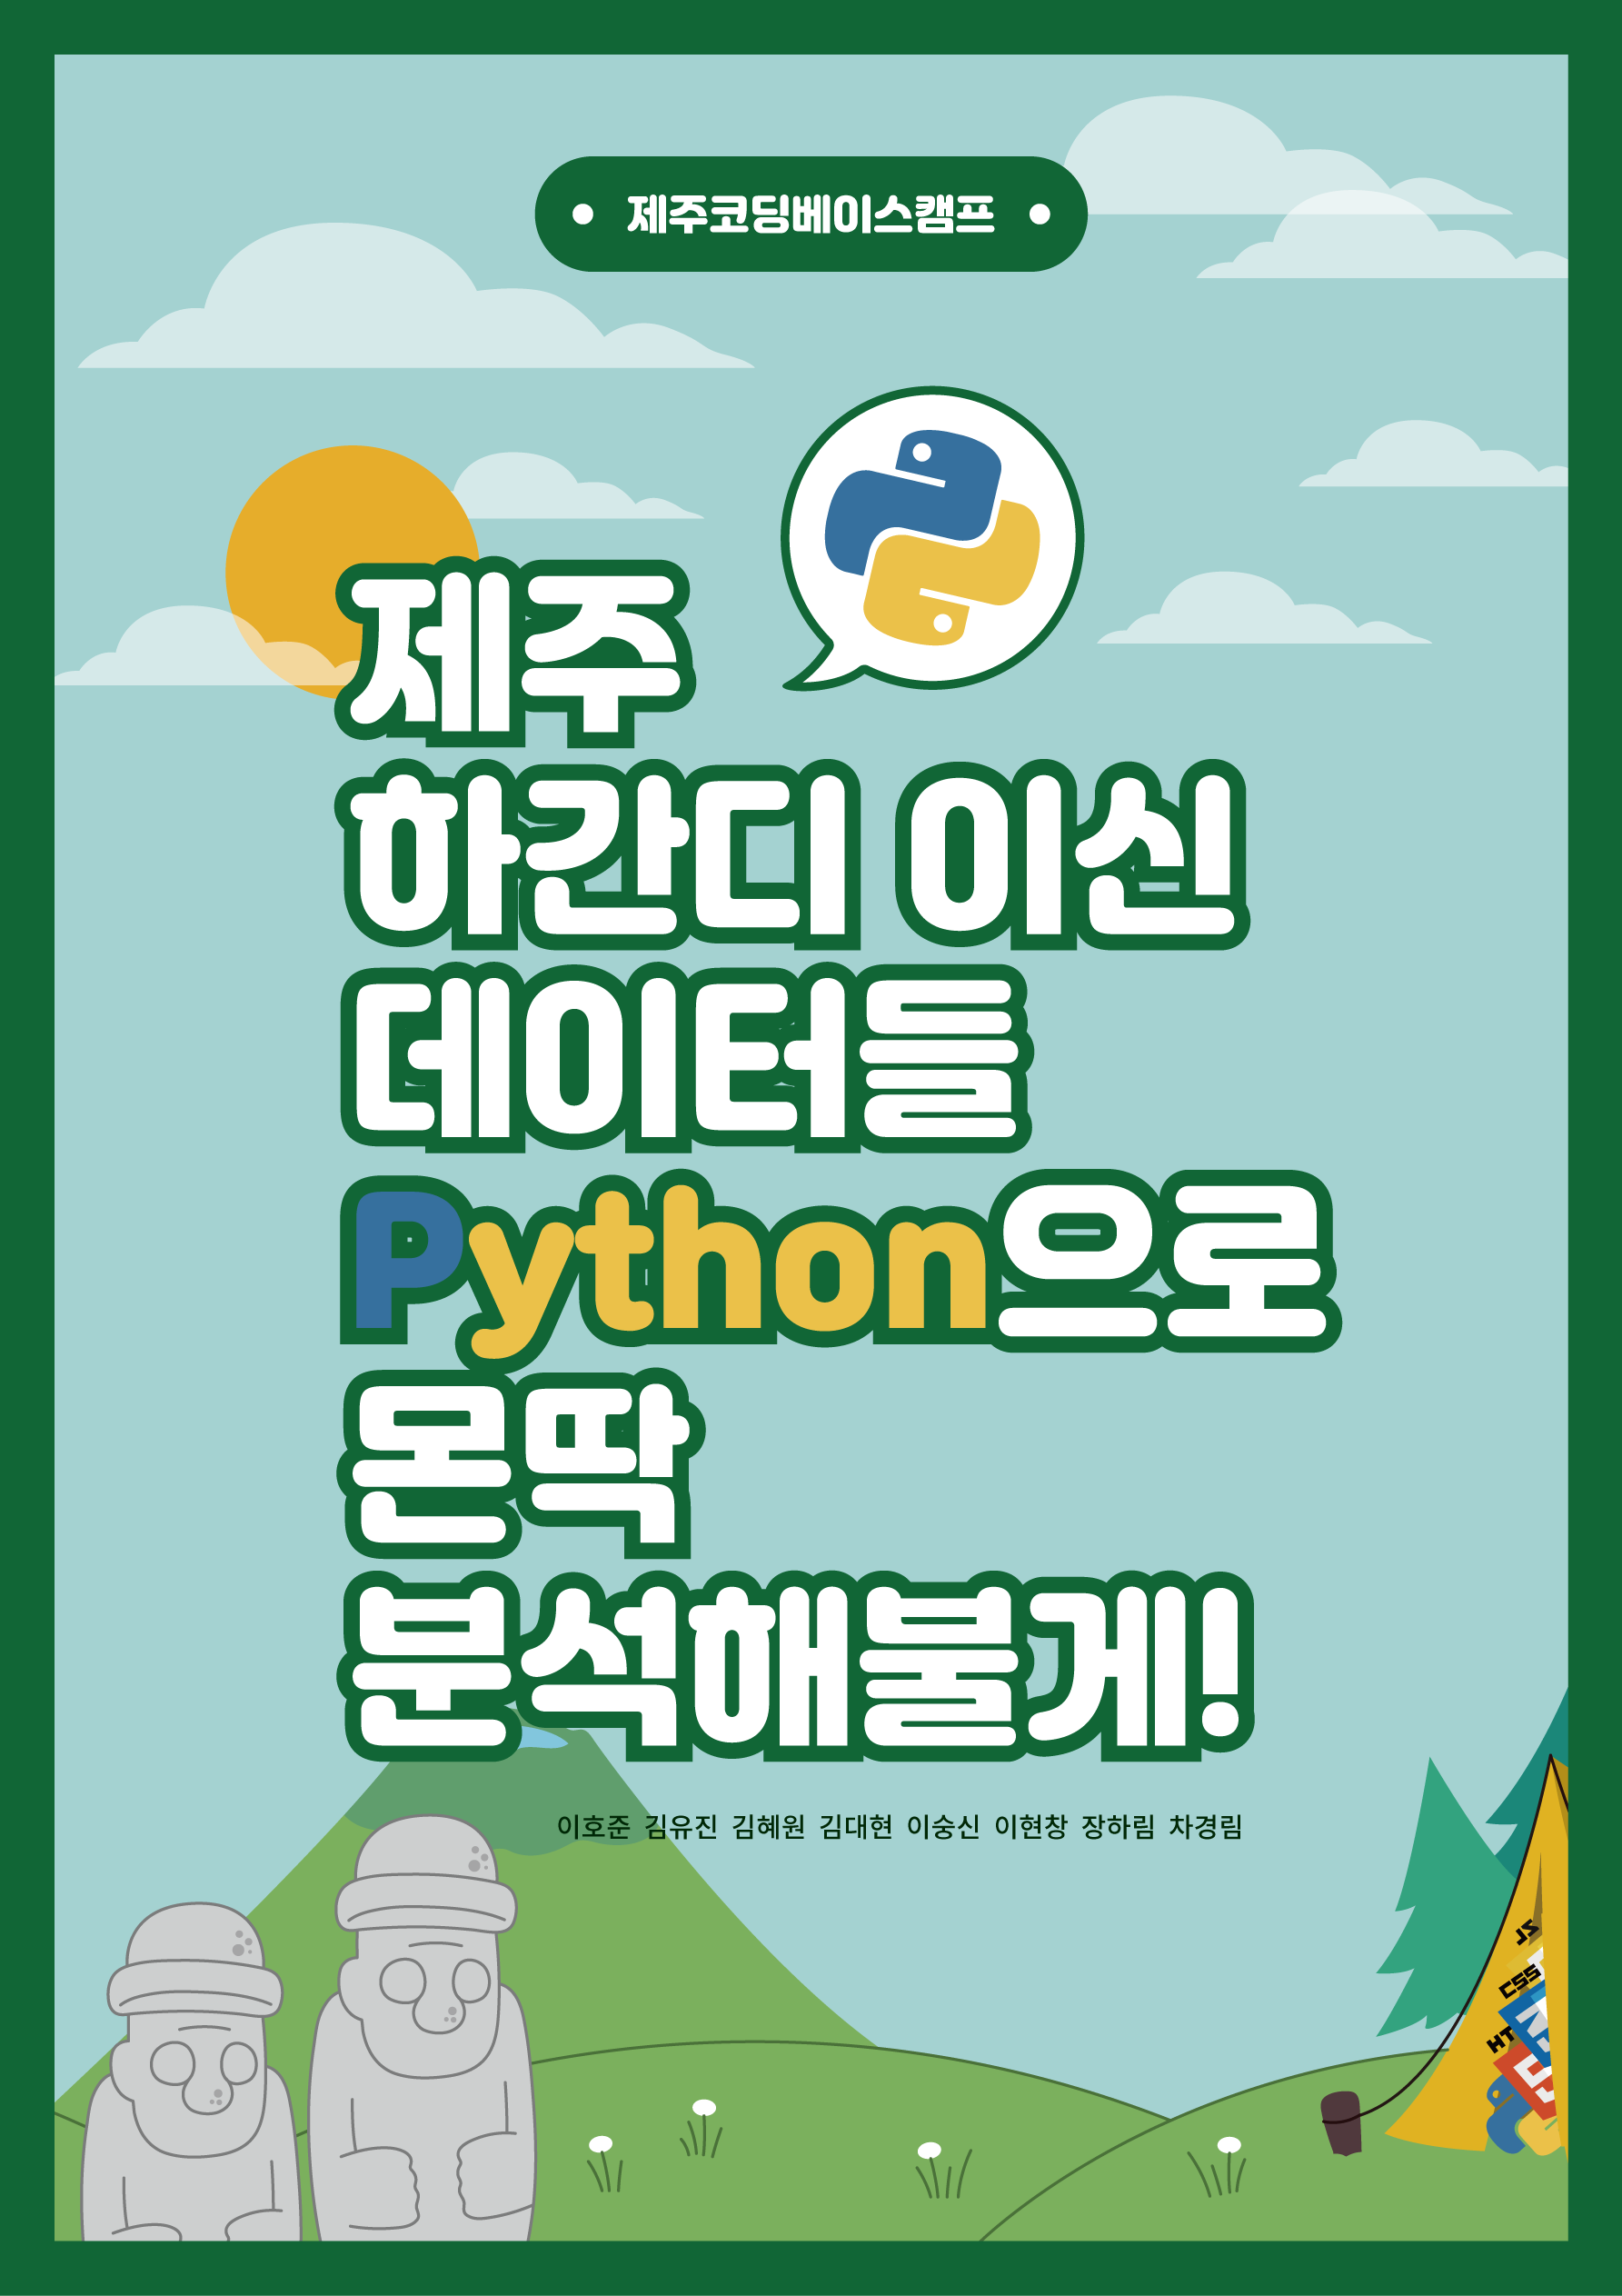 제주코딩베이스캠프
제주
하간디 이신
데이터들
Python으로
몬딱
분석해불게!
이호준 김유진 김혜원 김대현 이숭신 이현창 장하림 차경림
JS
CSS
HT